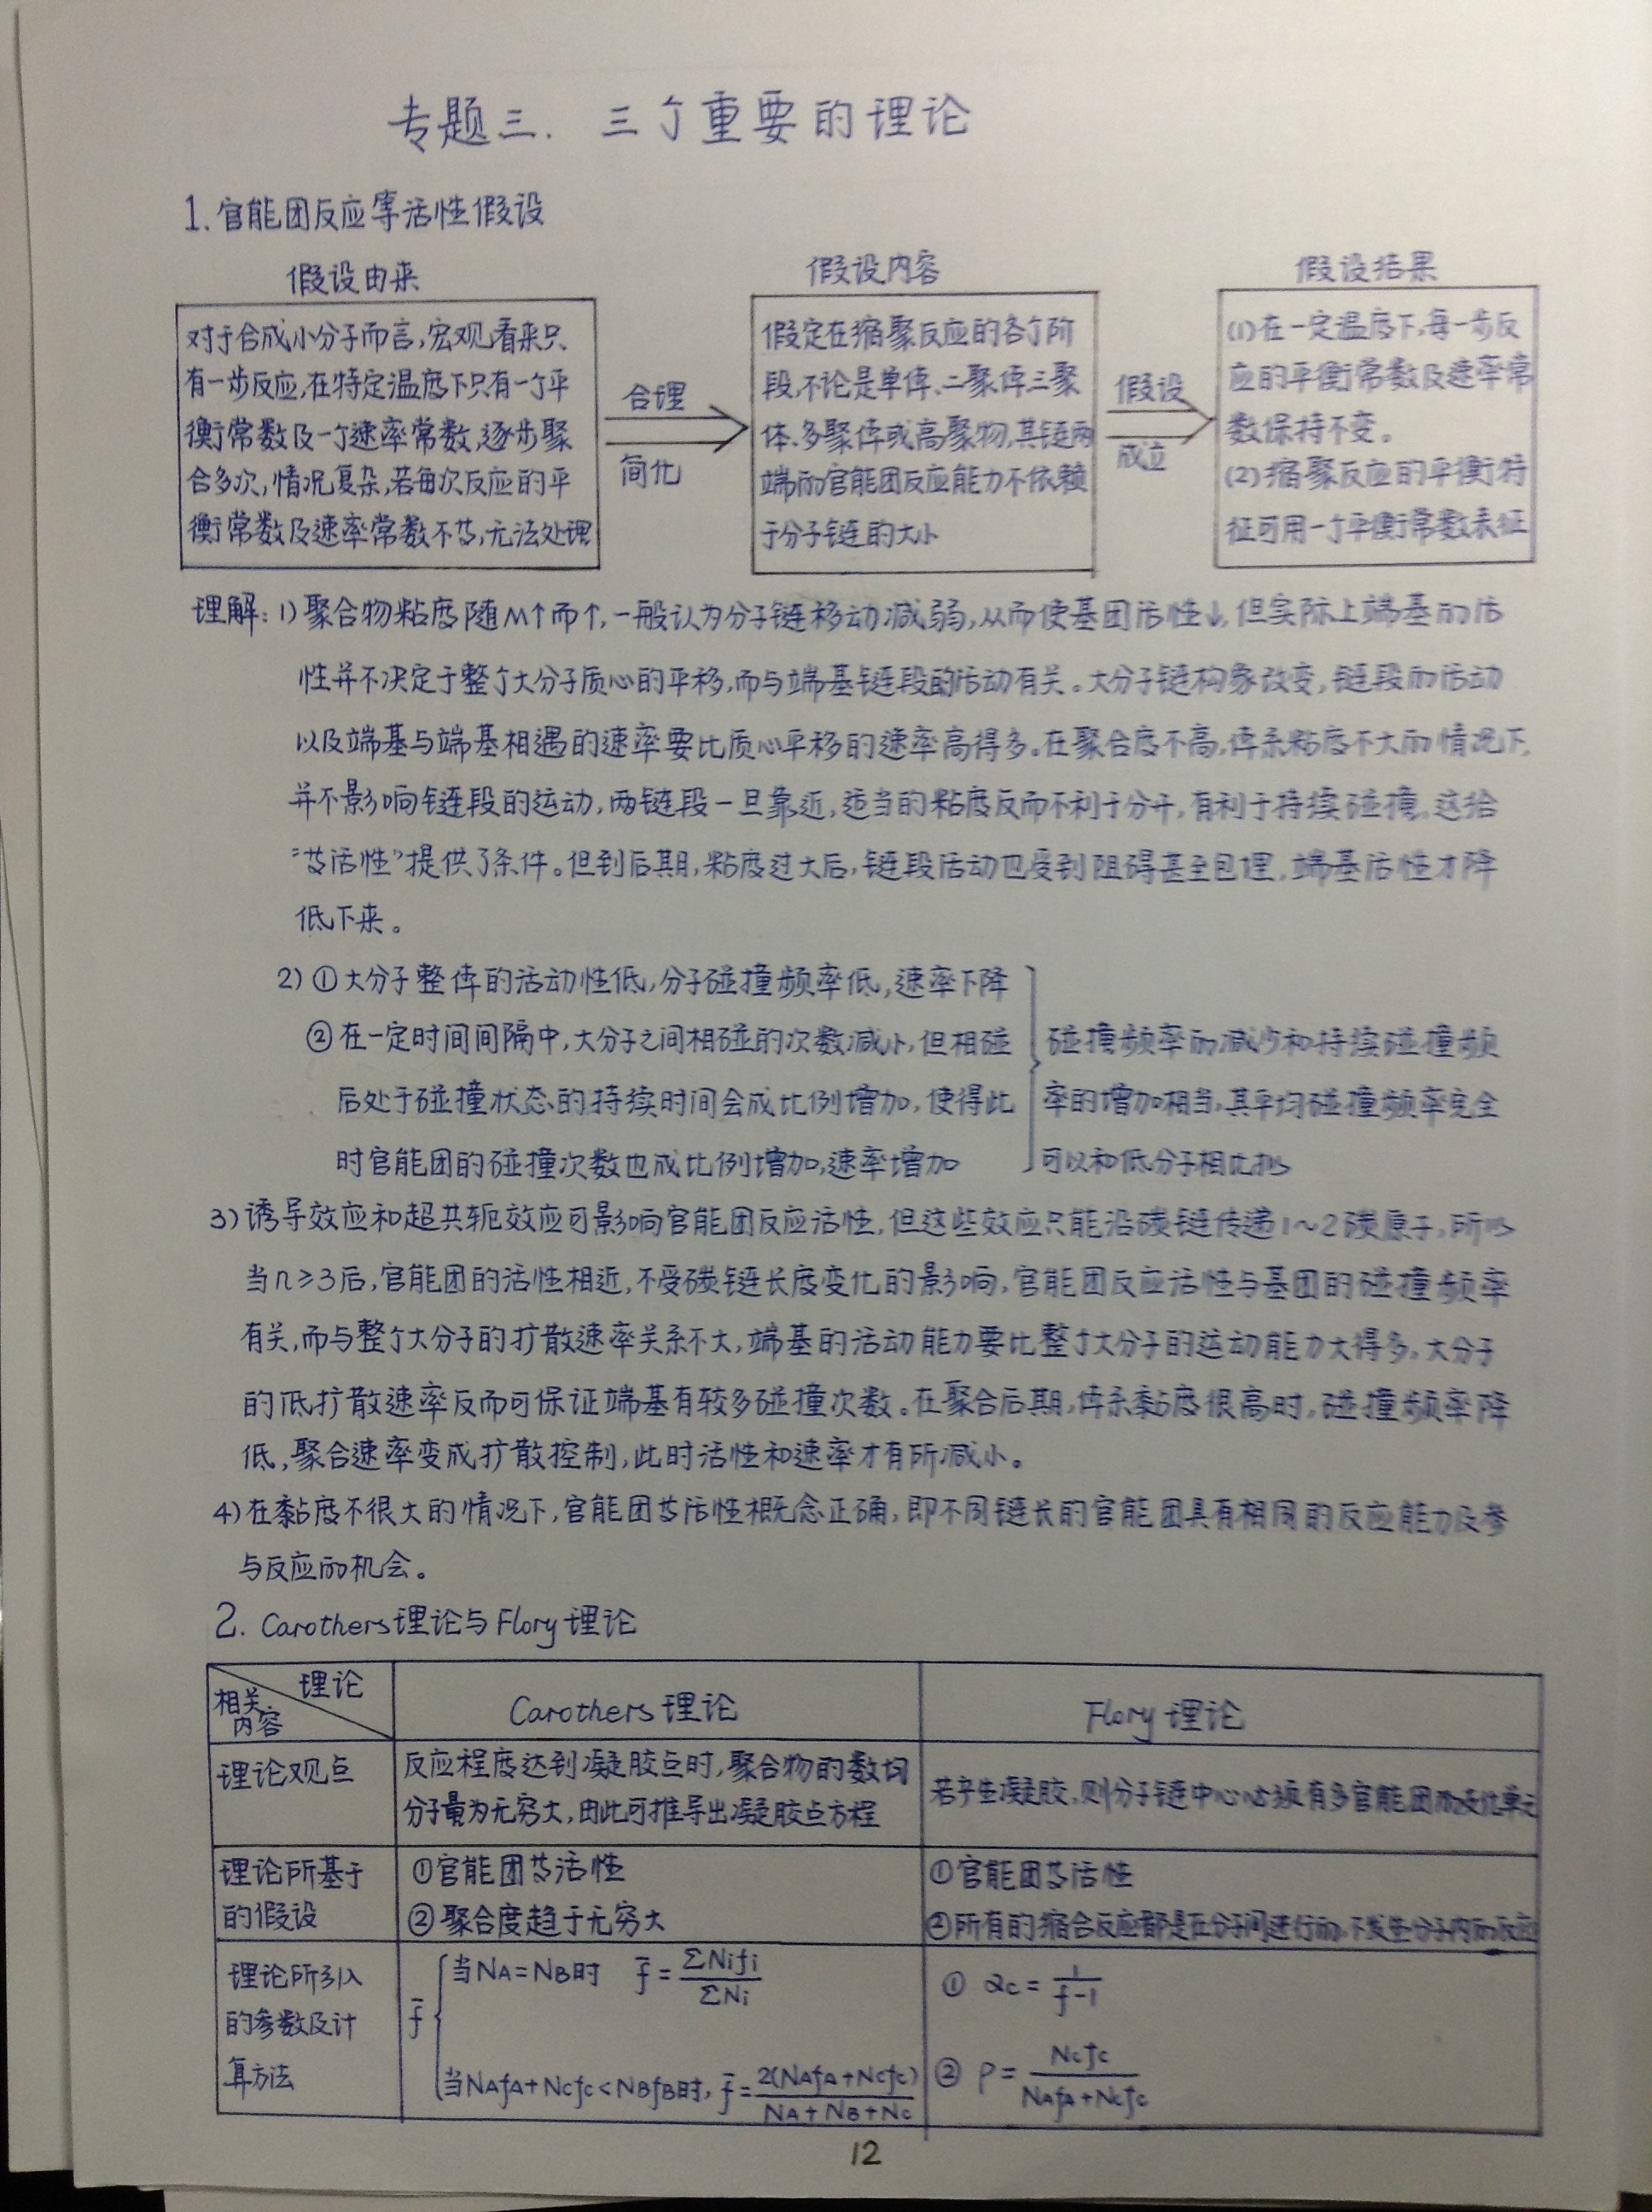 专题三. 三个重要的理论
1. 官能团反应等活性假设
假设由来
对于合成小分子而言,宏观看来只
有一步反应,在特定温度下只有一个平
衡常数及一个速率常数,逐步聚
合多次,情况复杂,若每次反应的平
衡常数及速率常数不等,无法处理
合理
简化
假设内容
假定在缩聚反应的各个阶
段,不论是单体、二聚体三聚
体、多聚体或高聚物,其链两
端的官能团反应能力不依赖
于分子链的大小
假设
成立
假设结果
(1)在一定温度下,每一步反
应的平衡常数及速率常
数保持不变。
(2)缩聚反应的平衡特
征可用一个平衡常数表征
理解: 1) 聚合物粘度随M↑而↑,一般认为分子链移动减弱,从而使基团活性↓,但实际上端基的活
性并不决定于整个大分子质心的平移,而与端基链段的活动有关。大分子链构象改变,链段的活动
以及端基与端基相遇的速率要比质心平移的速率高得多。在聚合度不高,体系粘度不大的情况下,
并不影响链段的运动,两链段一旦靠近,适当的粘度反而不利于分开,有利于持续碰撞,这给
“等活性”提供了条件。但到后期,粘度过大后,链段活动也受到阻碍甚至包埋,端基活性才降
低下来。
2) ①大分子整体的活动性低,分子碰撞频率低,速率下降
②在一定时间间隔中,大分子之间相碰的次数减小,但相碰
后处于碰撞状态的持续时间会成比例增加,使得此
时官能团的碰撞次数也成比例增加,速率增加
碰撞频率的减少和持续碰撞频
率的增加相当,其平均碰撞频率完全
可以和低分子相比拟
3) 诱导效应和超共轭效应可影响官能团反应活性,但这些效应只能沿碳链传递1~2碳原子,所以
当n≥3后,官能团的活性相近,不受碳链长度变化的影响,官能团反应活性与基团的碰撞频率
有关,而与整个大分子的扩散速率关系不大,端基的活动能力要比整个大分子的运动能力大得多。大分子
的低扩散速率反而可保证端基有较多碰撞次数。在聚合后期,体系黏度很高时,碰撞频率降
低,聚合速率变成扩散控制,此时活性和速率才有所减小。
4) 在黏度不很大的情况下,官能团等活性概念正确,即不同链长的官能团具有相同的反应能力及参
与反应的机会。
2. Carothers理论与Flory理论
理论
相关
内容
Carothers理论
Flory理论
理论观点
反应程度达到凝胶点时,聚合物的数均
分子量为无穷大,由此可推导出凝胶点方程
若产生凝胶,则分子链中心必须有多官能团的支化单元
理论所基于
的假设
①官能团等活性
②聚合度趋于无穷大
①官能团等活性
②所有的缩合反应都是在分子间进行的,不发生分子内的反应
理论所引入
的参数及计
算方法
f̄ { 当NA=NB时 f̄ = ΣNifi / ΣNi
当NAfA+NCfC<NBfB时, f̄ = 2(NAfA+NCfC) / NA+NB+NC
① αc = 1 / f-1
② ρ = NCfC / NAfA+NCfC
12